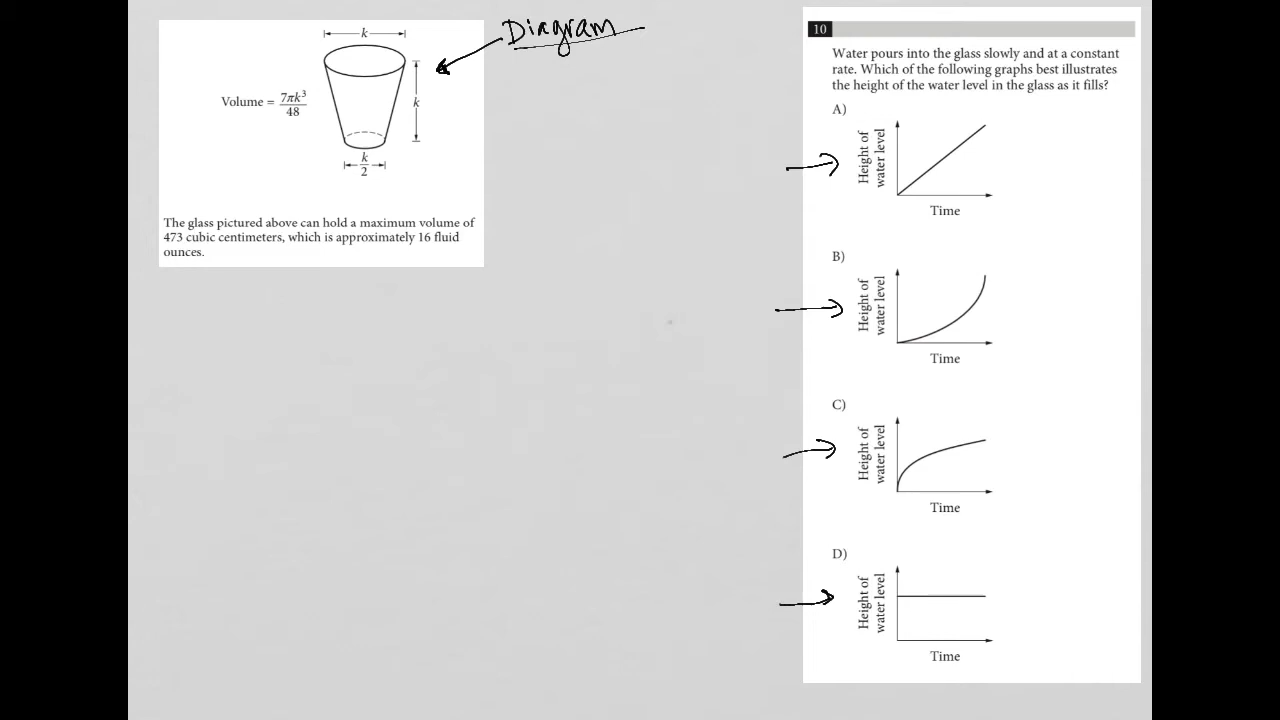 Diagram
k
Volume = 7πk³/48
k
k/2
The glass pictured above can hold a maximum volume of
473 cubic centimeters, which is approximately 16 fluid
ounces.
10
Water pours into the glass slowly and at a constant
rate. Which of the following graphs best illustrates
the height of the water level in the glass as it fills?
A)
Height of
water level
Time
B)
Height of
water level
Time
C)
Height of
water level
Time
D)
Height of
water level
Time